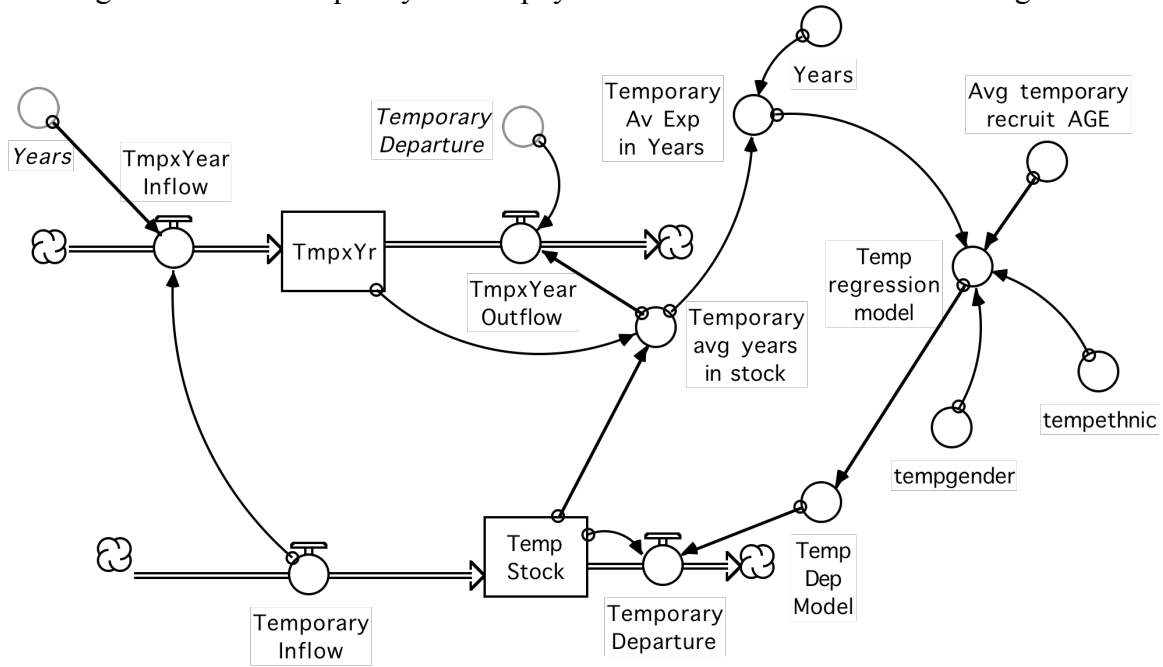 Years
Temporary
Av Exp
in Years
Avg temporary
recruit AGE
Temporary
Departure
Years
TmpxYear
Inflow
TmpxYr
Temp
regression
model
TmpxYear
Outflow
Temporary
avg years
in stock
tempethnic
tempgender
Temp
Stock
Temp
Dep
Model
Temporary
Inflow
Temporary
Departure